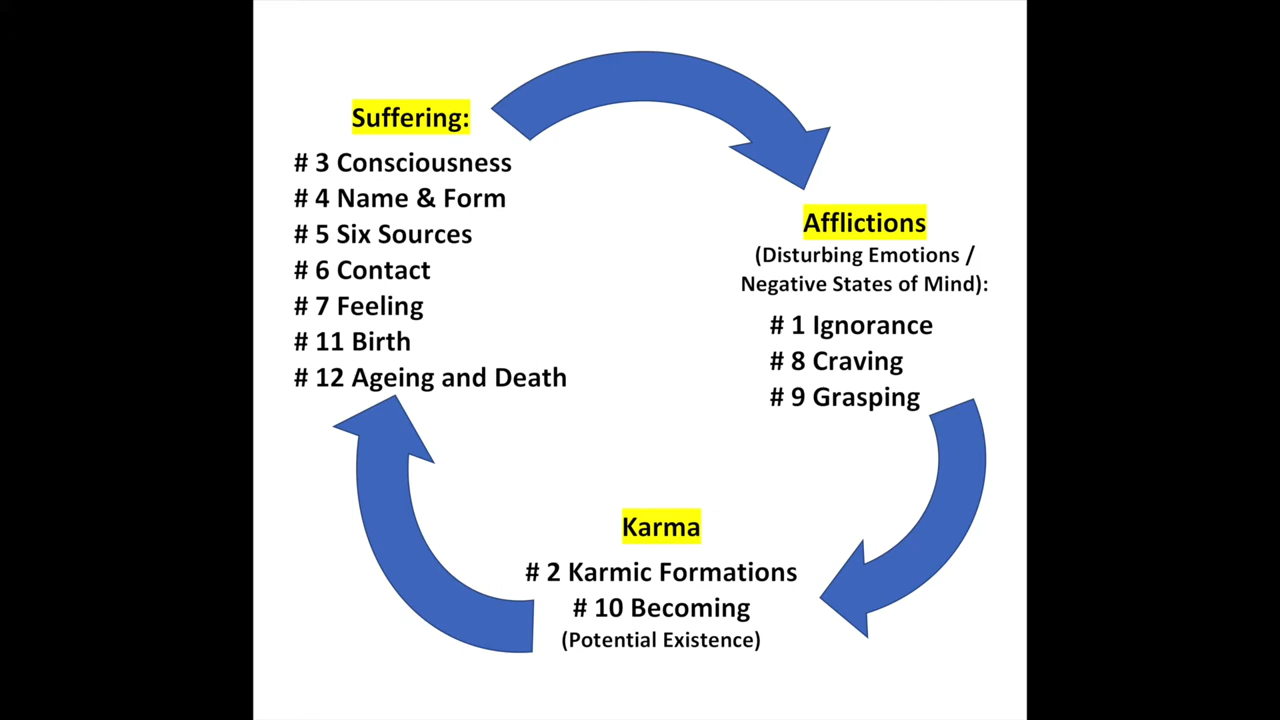 Suffering:
# 3 Consciousness
# 4 Name & Form
# 5 Six Sources
# 6 Contact
# 7 Feeling
# 11 Birth
# 12 Ageing and Death
Afflictions
(Disturbing Emotions /
Negative States of Mind):
# 1 Ignorance
# 8 Craving
# 9 Grasping
Karma
# 2 Karmic Formations
# 10 Becoming
(Potential Existence)